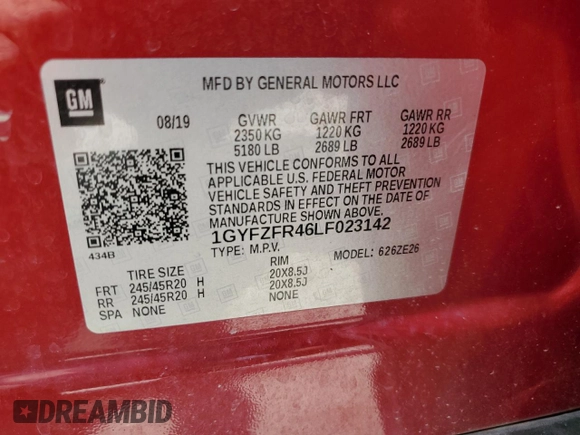 GM
MFD BY GENERAL MOTORS LLC
08/19 GVWR GAWR FRT GAWR RR
2350 KG 1220 KG 1220 KG
5180 LB 2689 LB 2689 LB
THIS VEHICLE CONFORMS TO ALL
APPLICABLE U.S. FEDERAL MOTOR
VEHICLE SAFETY AND THEFT PREVENTION
STANDARDS IN EFFECT ON THE DATE OF
MANUFACTURE SHOWN ABOVE.
434B
1GYFZFR46LF023142
TYPE: M.P.V. MODEL: 626ZE26
TIRE SIZE RIM
FRT 245/45R20 H 20X8.5J
RR 245/45R20 H 20X8.5J
SPA NONE NONE
DREAMBID